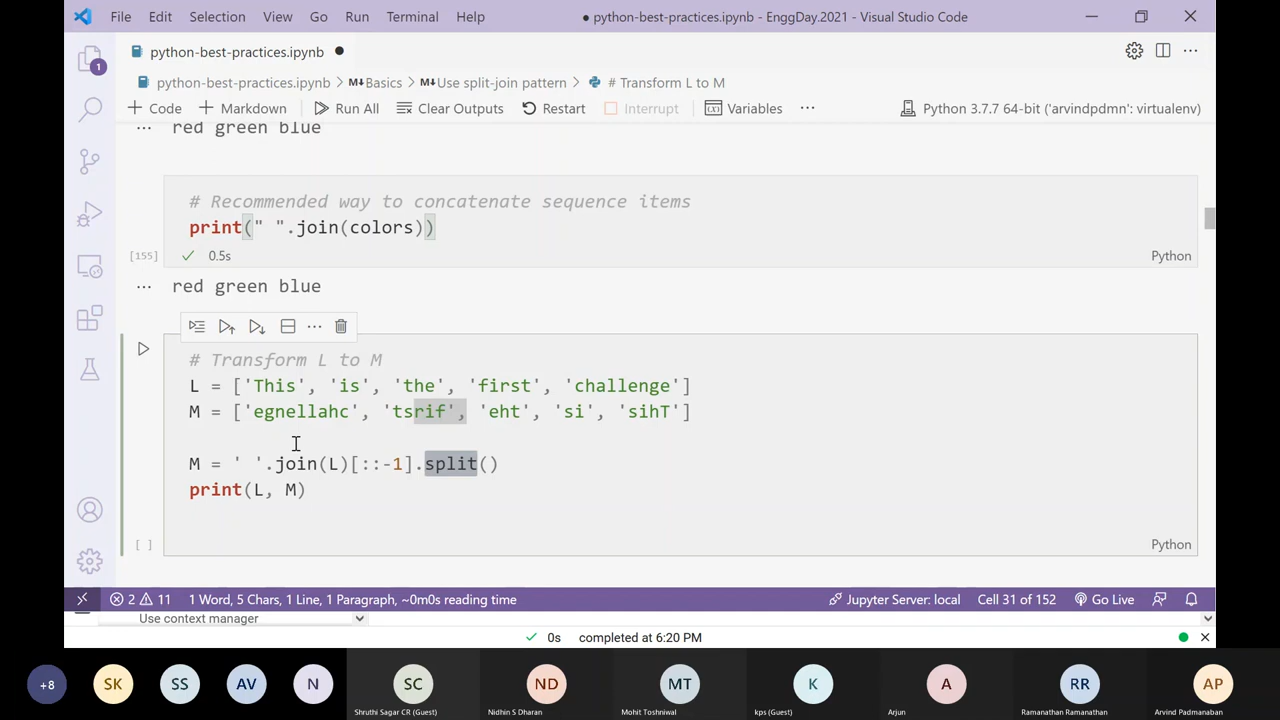 File Edit Selection View Go Run Terminal Help
● python-best-practices.ipynb - EnggDay.2021 - Visual Studio Code
python-best-practices.ipynb ●
python-best-practices.ipynb > M↓Basics > M↓Use split-join pattern > # Transform L to M
+ Code + Markdown Run All Clear Outputs Restart Interrupt Variables ··· Python 3.7.7 64-bit ('arvindpdmn': virtualenv)
1
··· red green blue
# Recommended way to concatenate sequence items
print(" ".join(colors))
[155] ✓ 0.5s Python
··· red green blue
# Transform L to M
L = ['This', 'is', 'the', 'first', 'challenge']
M = ['egnellahc', 'tsrif', 'eht', 'si', 'sihT']
M = ' '.join(L)[::-1].split()
print(L, M)
[ ] Python
2 11 1 Word, 5 Chars, 1 Line, 1 Paragraph, ~0m0s reading time Jupyter Server: local Cell 31 of 152 Go Live
Use context manager
✓ 0s completed at 6:20 PM
+8 SK SS AV N SC ND MT K A RR AP
Shruthi Sagar CR (Guest) Nidhin S Dharan Mohit Toshniwal kps (Guest) Arjun Ramanathan Ramanathan Arvind Padmanaban